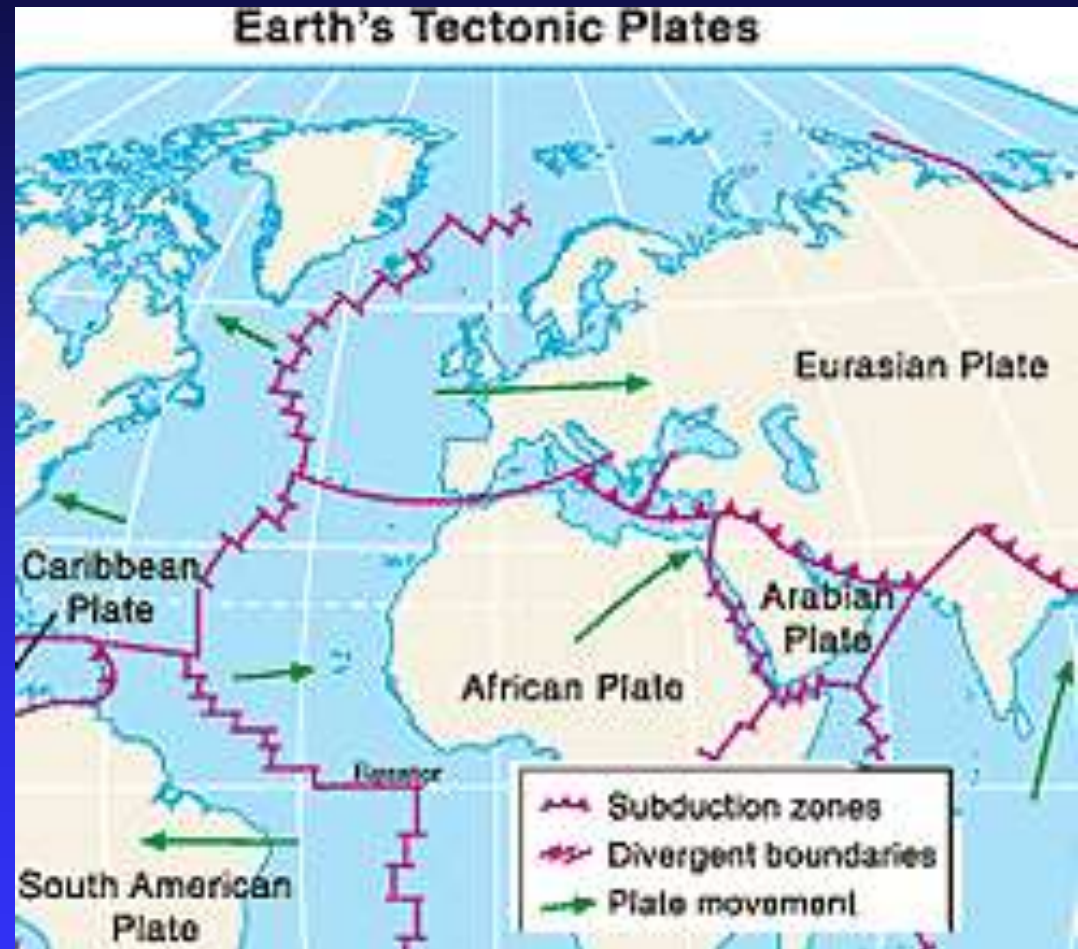 Earth's Tectonic Plates
Eurasian Plate
Caribbean
Plate
Arabian
Plate
African Plate
Equator
South American
Plate
Subduction zones
Divergent boundaries
Plate movement